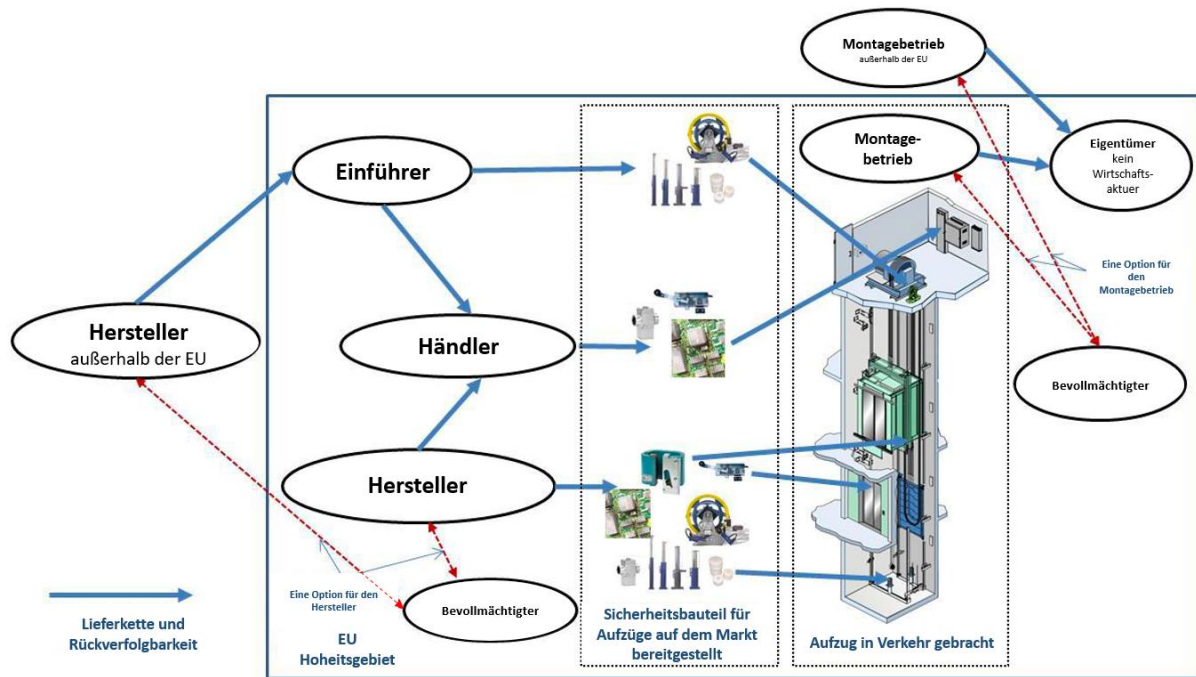 Montagebetrieb
außerhalb der EU
Montage-
betrieb
Eigentümer
kein
Wirtschafts-
aktuer
Einführer
Hersteller
außerhalb der EU
Händler
Eine Option für
den
Montagebetrieb
Bevollmächtigter
Hersteller
Eine Option für den
Hersteller
Bevollmächtigter
Lieferkette und
Rückverfolgbarkeit
EU
Hoheitsgebiet
Sicherheitsbauteil für
Aufzüge auf dem Markt
bereitgestellt
Aufzug in Verkehr gebracht